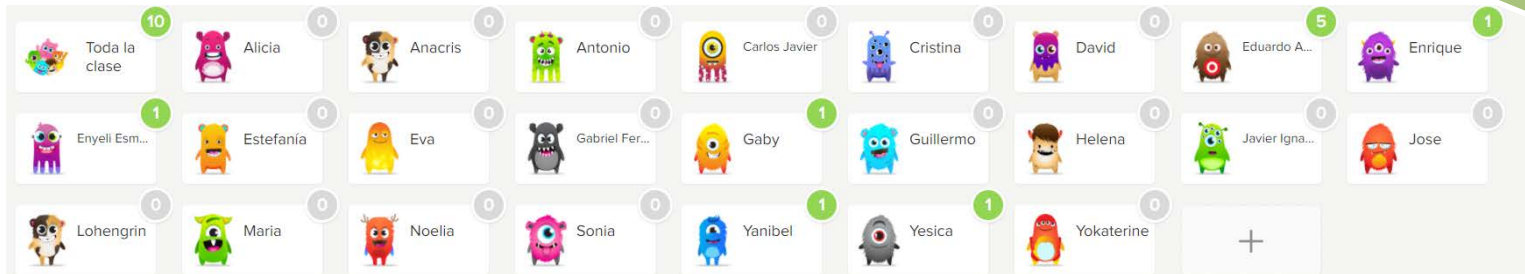 10
Toda la
clase
0
Alicia
0
Anacris
0
Antonio
0
Carlos Javier
0
Cristina
0
David
5
Eduardo A...
1
Enrique
1
Enyeli Esm...
0
Estefanía
0
Eva
0
Gabriel Fer...
1
Gaby
0
Guillermo
0
Helena
0
Javier Igna...
0
Jose
0
Lohengrin
0
Maria
0
Noelia
0
Sonia
1
Yanibel
1
Yesica
0
Yokaterine
+